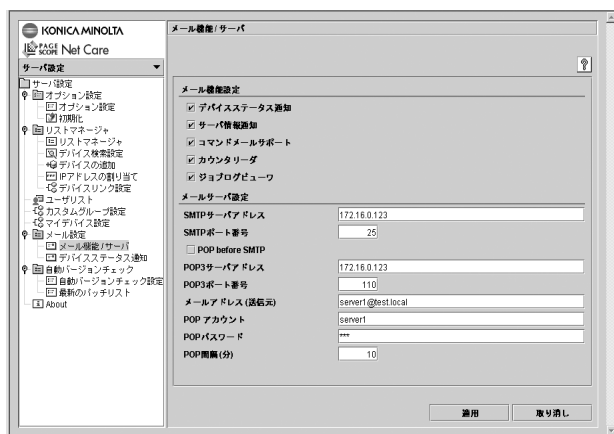 KONICA MINOLTA
PAGE SCOPE Net Care
サーバ設定
サーバ設定
オプション設定
オプション設定
初期化
リストマネージャ
リストマネージャ
デバイス検索設定
デバイスの追加
IPアドレスの割り当て
デバイスリンク設定
ユーザリスト
カスタムグループ設定
マイデバイス設定
メール設定
メール機能/サーバ
デバイスステータス通知
自動バージョンチェック
自動バージョンチェック設定
最新のパッチリスト
About
メール機能/サーバ
?
メール機能設定
デバイスステータス通知
サーバ情報通知
コマンドメールサポート
カウンタリーダ
ジョブログビューワ
メールサーバ設定
SMTPサーバアドレス 172.16.0.123
SMTPポート番号 25
POP before SMTP
POP3サーバアドレス 172.16.0.123
POP3ポート番号 110
メールアドレス(送信元) server1@test.local
POP アカウント server1
POPパスワード ***
POP間隔(分) 10
適用 取り消し